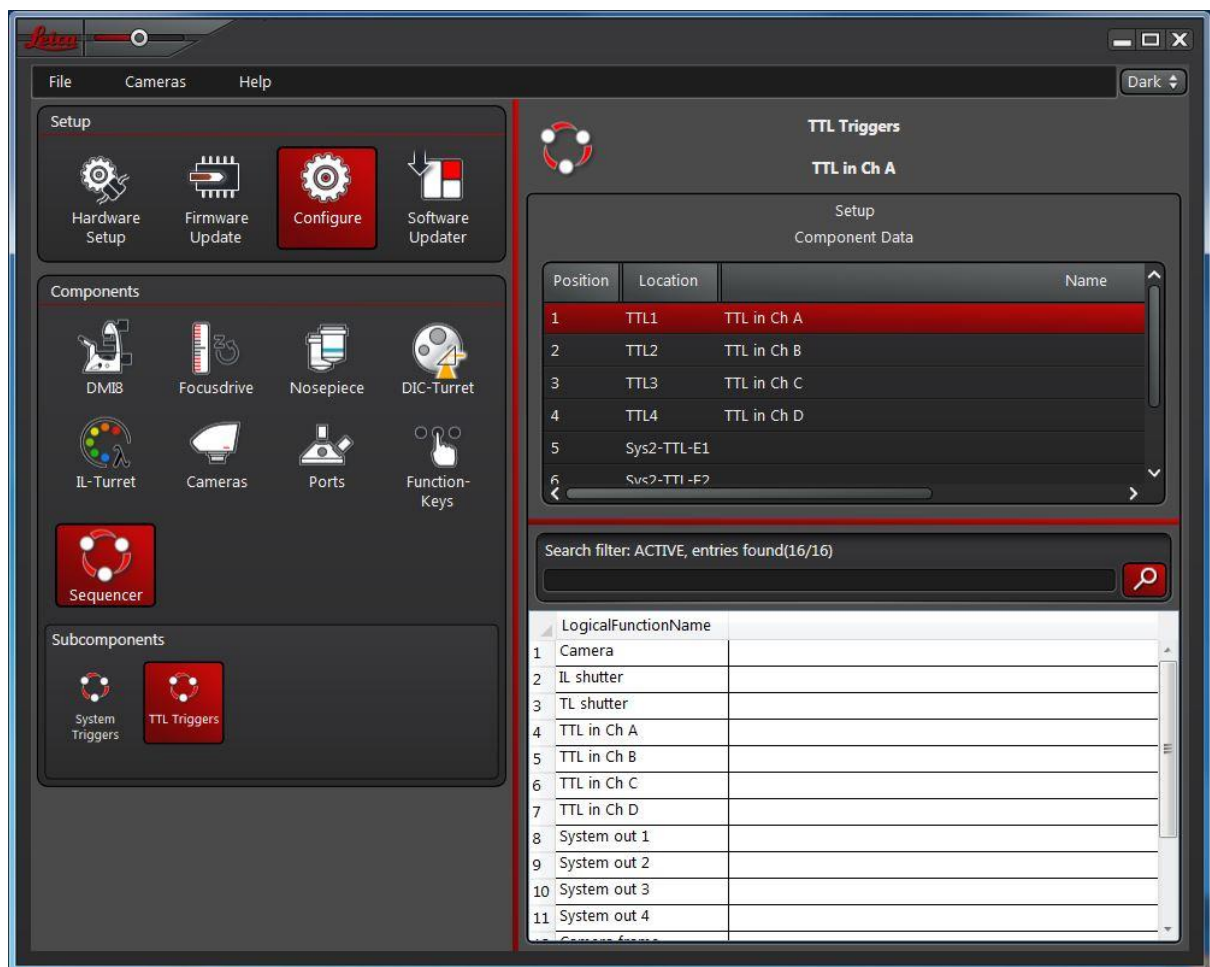 Leica
File Cameras Help
Dark
Setup
Hardware Setup
Firmware Update
Configure
Software Updater
Components
DMI8
Focusdrive
Nosepiece
DIC-Turret
IL-Turret
Cameras
Ports
Function-Keys
Sequencer
Subcomponents
System Triggers
TTL Triggers
TTL Triggers
TTL in Ch A
Setup
Component Data
Position Location Name
1 TTL1 TTL in Ch A
2 TTL2 TTL in Ch B
3 TTL3 TTL in Ch C
4 TTL4 TTL in Ch D
5 Sys2-TTL-E1
6 Sys2-TTL-E2
Search filter: ACTIVE, entries found(16/16)
LogicalFunctionName
1 Camera
2 IL shutter
3 TL shutter
4 TTL in Ch A
5 TTL in Ch B
6 TTL in Ch C
7 TTL in Ch D
8 System out 1
9 System out 2
10 System out 3
11 System out 4
Camera frame